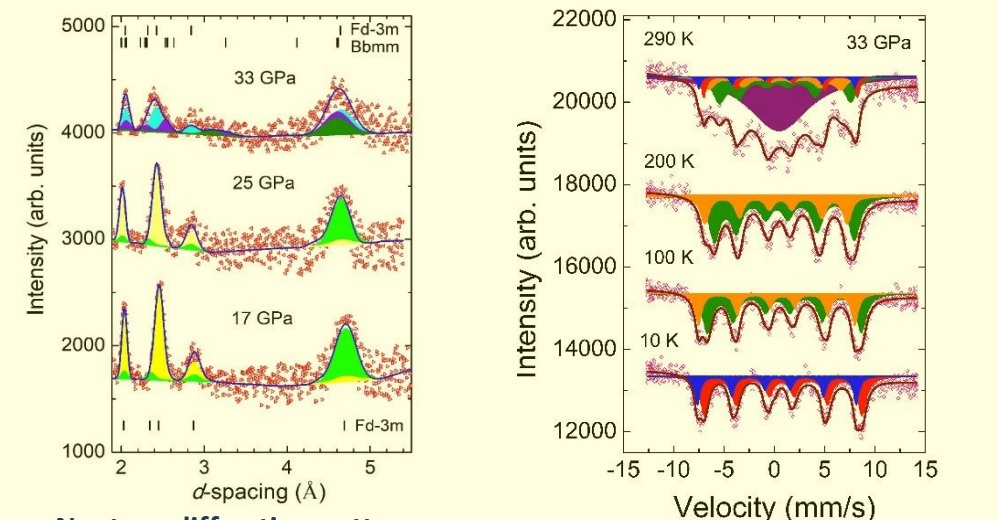 5000
4000
3000
2000
1000
Intensity (arb. units)
Fd-3m
Bbmm
33 GPa
25 GPa
17 GPa
Fd-3m
2 3 4 5
d-spacing (Å)
22000
20000
18000
16000
14000
12000
Intensity (arb. units)
290 K
33 GPa
200 K
100 K
10 K
-15 -10 -5 0 5 10 15
Velocity (mm/s)